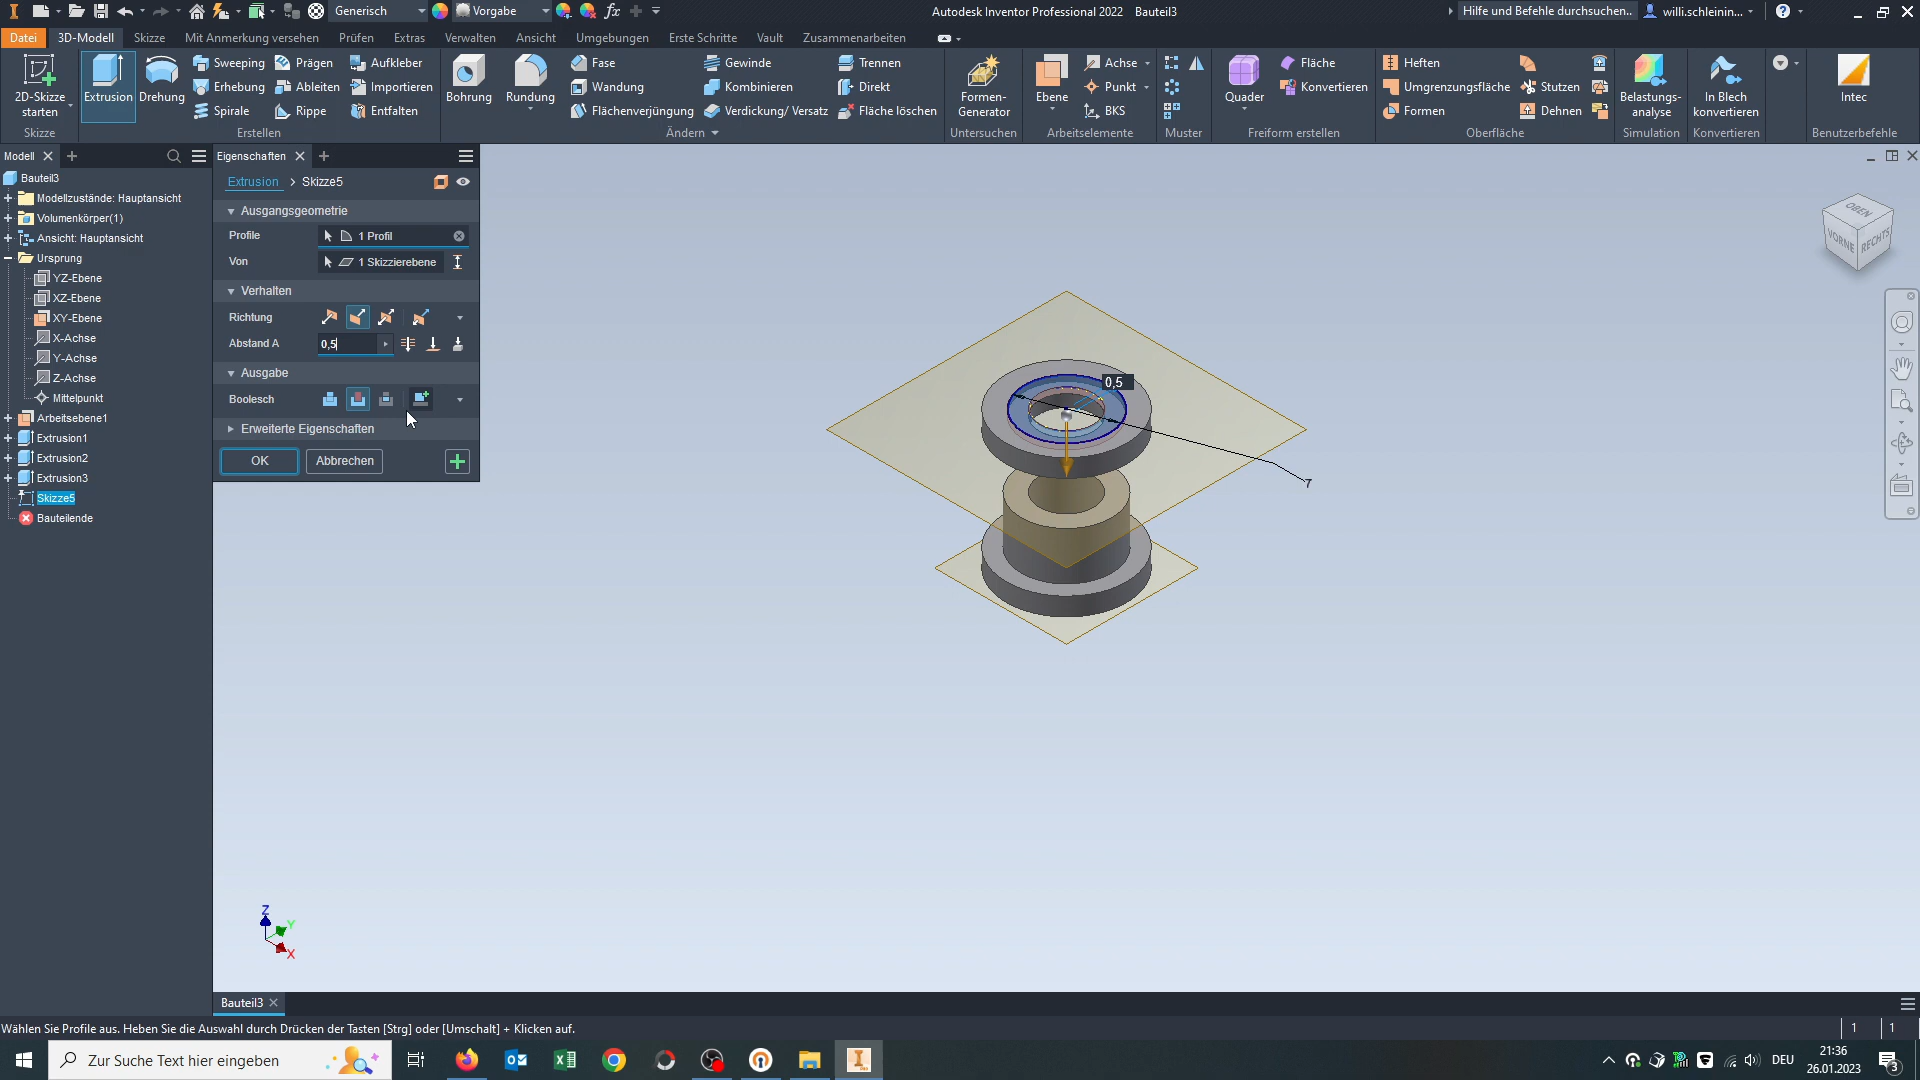 Generisch
Vorgabe
Autodesk Inventor Professional 2022 Bauteil3
Hilfe und Befehle durchsuchen..
willi.schleinin...
Datei 3D-Modell Skizze Mit Anmerkung versehen Prüfen Extras Verwalten Ansicht Umgebungen Erste Schritte Vault Zusammenarbeiten
2D-Skizze starten
Skizze
Extrusion
Drehung
Sweeping
Erhebung
Spirale
Prägen
Ableiten
Rippe
Aufkleber
Importieren
Entfalten
Erstellen
Bohrung
Rundung
Fase
Wandung
Flächenverjüngung
Gewinde
Kombinieren
Verdickung/ Versatz
Trennen
Direkt
Fläche löschen
Ändern
Formen-Generator
Untersuchen
Ebene
Achse
Punkt
BKS
Arbeitselemente
Muster
Quader
Fläche
Konvertieren
Freiform erstellen
Heften
Umgrenzungsfläche
Formen
Stutzen
Dehnen
Oberfläche
Belastungs-analyse
Simulation
In Blech konvertieren
Konvertieren
Intec
Benutzerbefehle
Modell
Bauteil3
Modellzustände: Hauptansicht
Volumenkörper(1)
Ansicht: Hauptansicht
Ursprung
YZ-Ebene
XZ-Ebene
XY-Ebene
X-Achse
Y-Achse
Z-Achse
Mittelpunkt
Arbeitsebene1
Extrusion1
Extrusion2
Extrusion3
Skizze5
Bauteilende
Eigenschaften
Extrusion > Skizze5
Ausgangsgeometrie
Profile 1 Profil
Von 1 Skizzierebene
Verhalten
Richtung
Abstand A 0,5
Ausgabe
Boolesch
Erweiterte Eigenschaften
OK Abbrechen
0,5
7
OBEN
VORNE
RECHTS
Z
Y
X
Bauteil3
Wählen Sie Profile aus. Heben Sie die Auswahl durch Drücken der Tasten [Strg] oder [Umschalt] + Klicken auf.
1 1
Zur Suche Text hier eingeben
DEU
21:36
26.01.2023
3